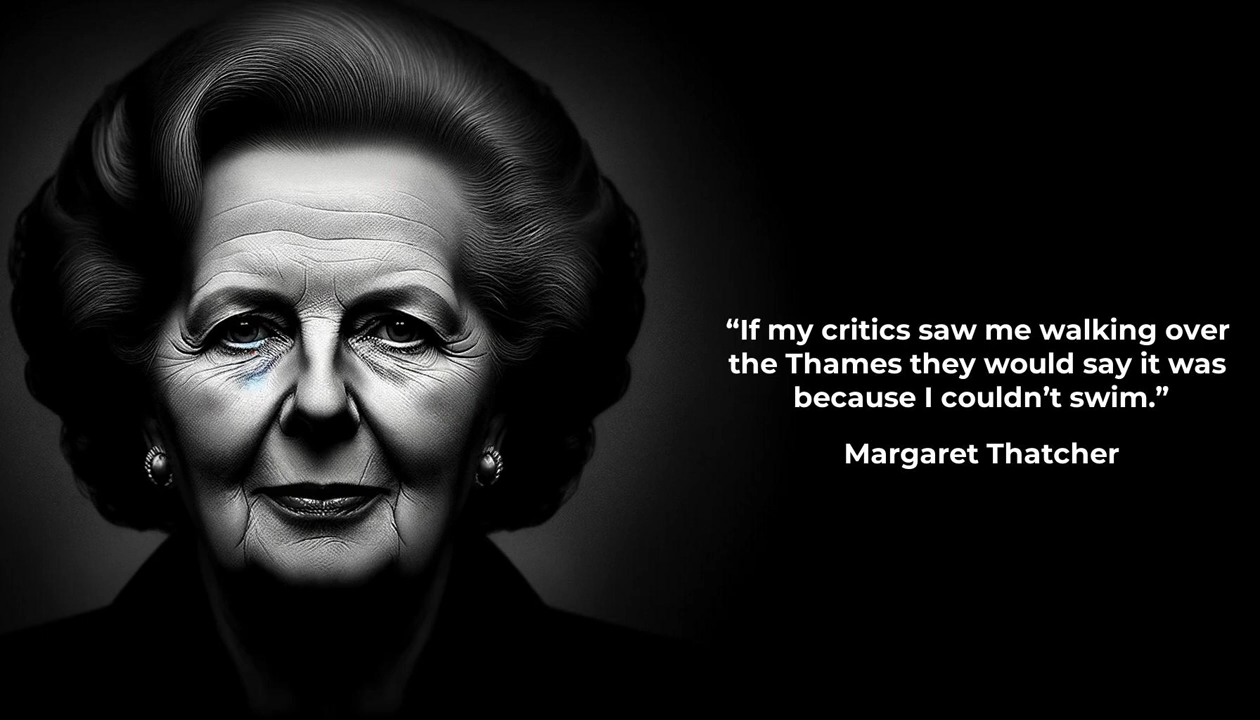 “If my critics saw me walking over
the Thames they would say it was
because I couldn’t swim.”
Margaret Thatcher